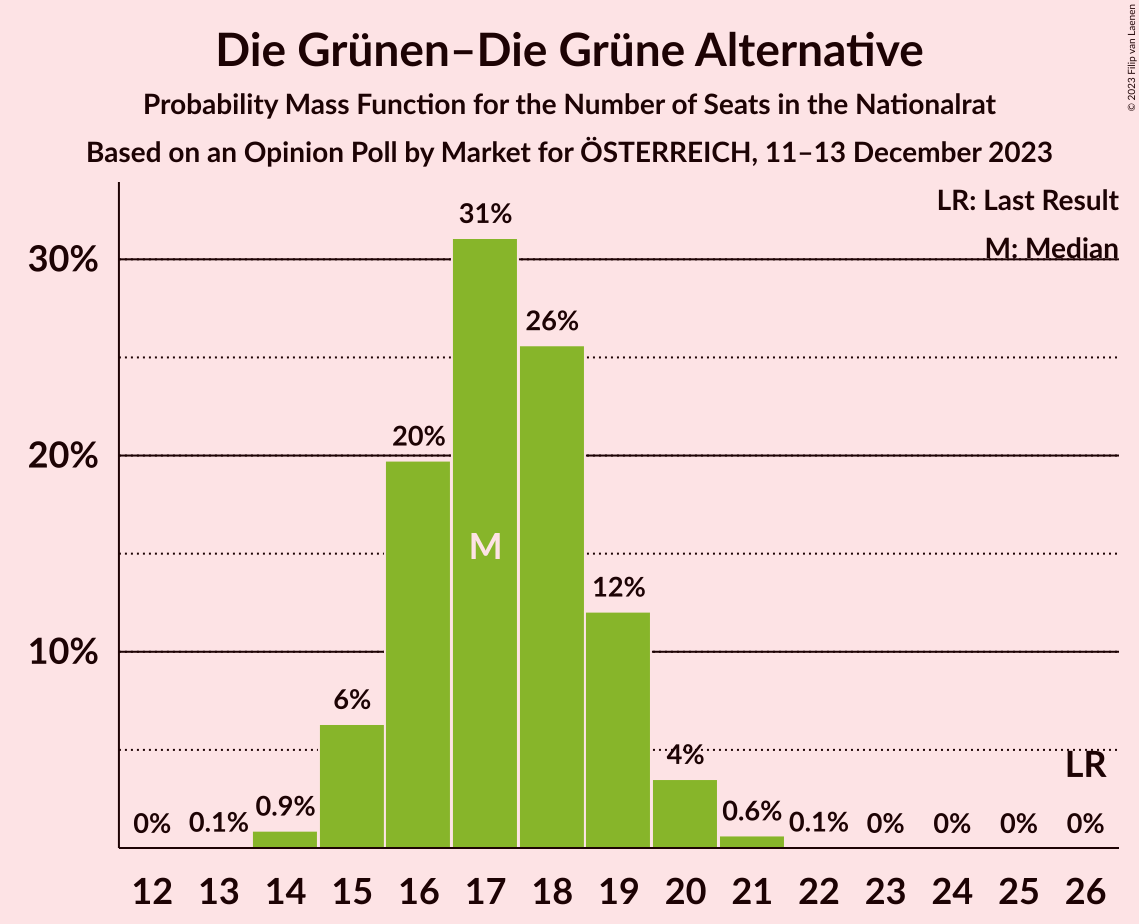 Die Grünen–Die Grüne Alternative
Probability Mass Function for the Number of Seats in the Nationalrat
Based on an Opinion Poll by Market for ÖSTERREICH, 11–13 December 2023
© 2023 Filip van Laenen
LR: Last Result
M: Median
30%
20%
10%
0%
0.1%
0.9%
6%
20%
31%
26%
12%
4%
0.6%
0.1%
0%
0%
0%
0%
M
LR
12 13 14 15 16 17 18 19 20 21 22 23 24 25 26